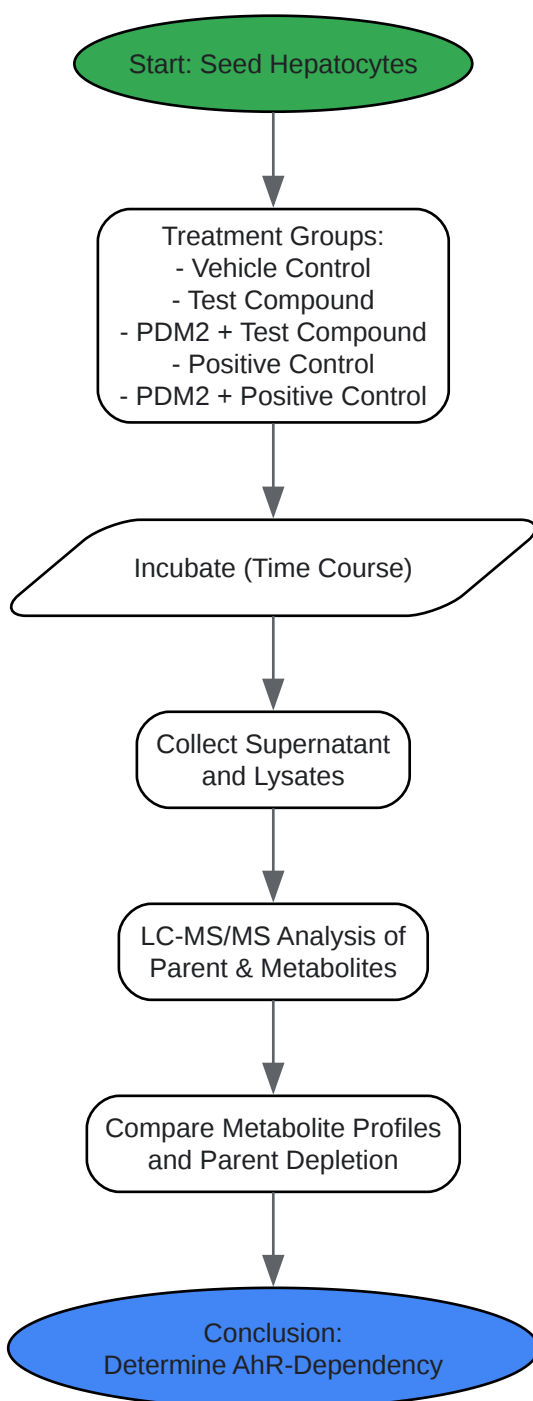 Start: Seed Hepatocytes
Treatment Groups:
- Vehicle Control
- Test Compound
- PDM2 + Test Compound
- Positive Control
- PDM2 + Positive Control
Incubate (Time Course)
Collect Supernatant
and Lysates
LC-MS/MS Analysis of
Parent & Metabolites
Compare Metabolite Profiles
and Parent Depletion
Conclusion:
Determine AhR-Dependency